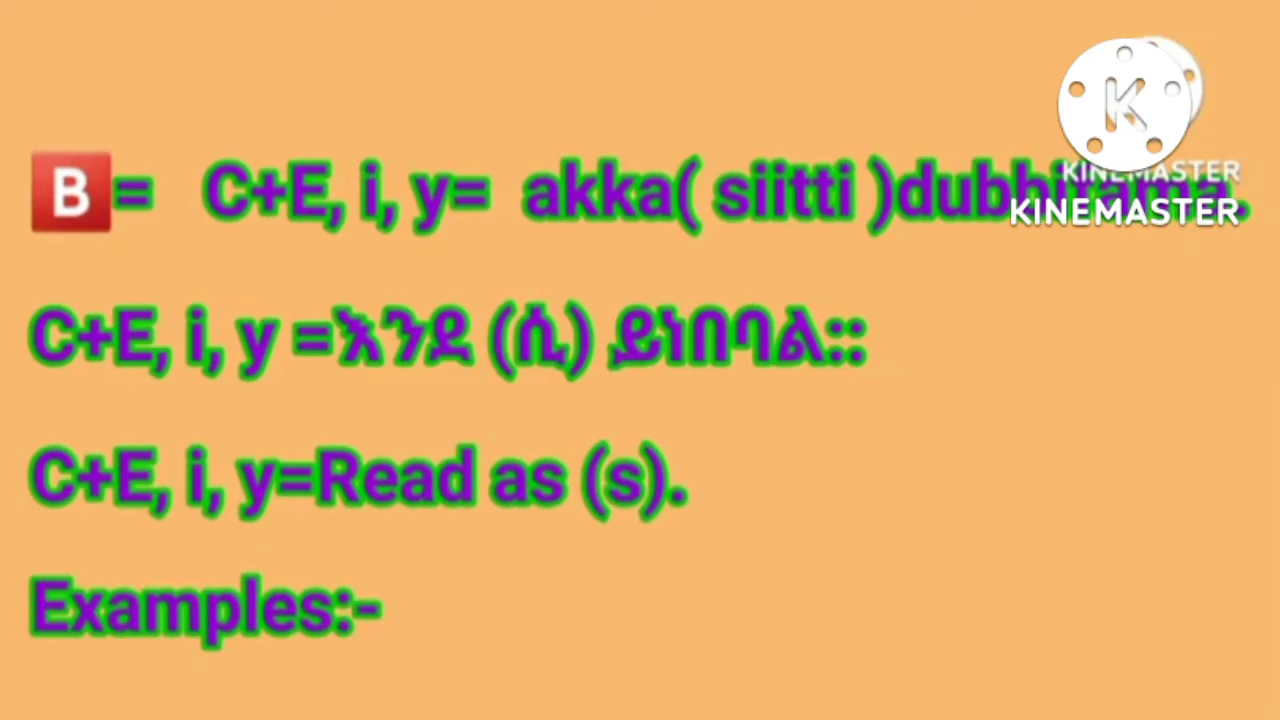 KINEMASTER
KINEMASTER
B = C+E, i, y= akka( siitti )
C+E, i, y =እንደ (ሲ) ይነበባል::
C+E, i, y=Read as (s).
Examples:-